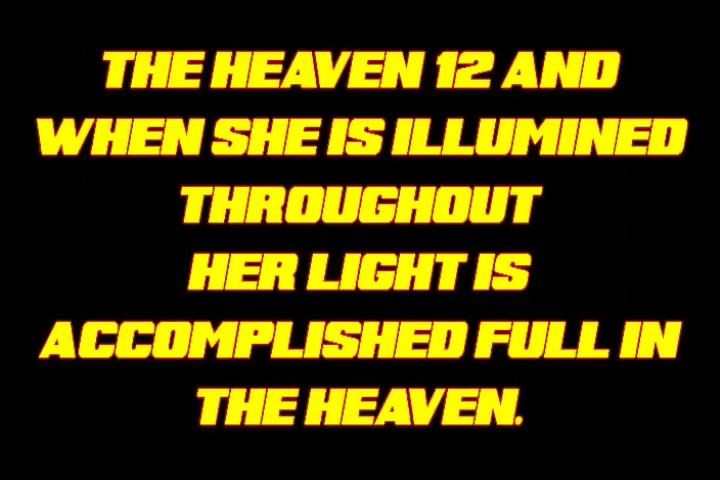 THE HEAVEN 12 AND
WHEN SHE IS ILLUMINED
THROUGHOUT
HER LIGHT IS
ACCOMPLISHED FULL IN
THE HEAVEN.